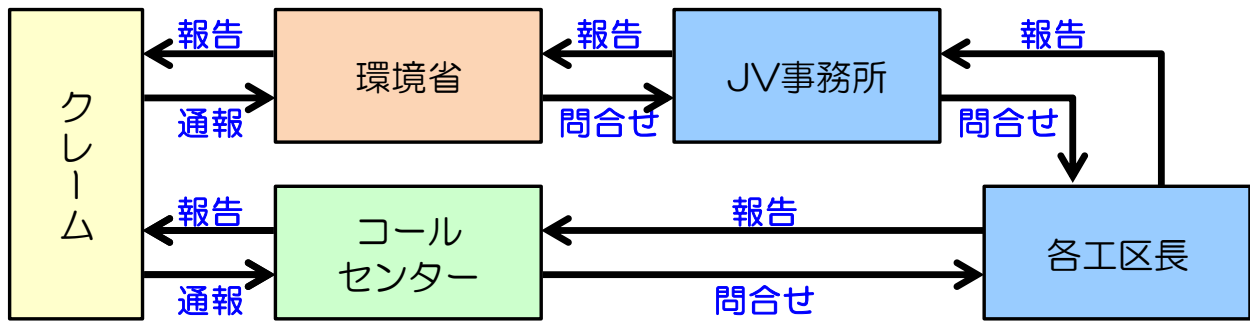 報告
報告
報告
環境省
JV事務所
通報
問合せ
問合せ
クレーム
報告
報告
コール
センター
各工区長
通報
問合せ